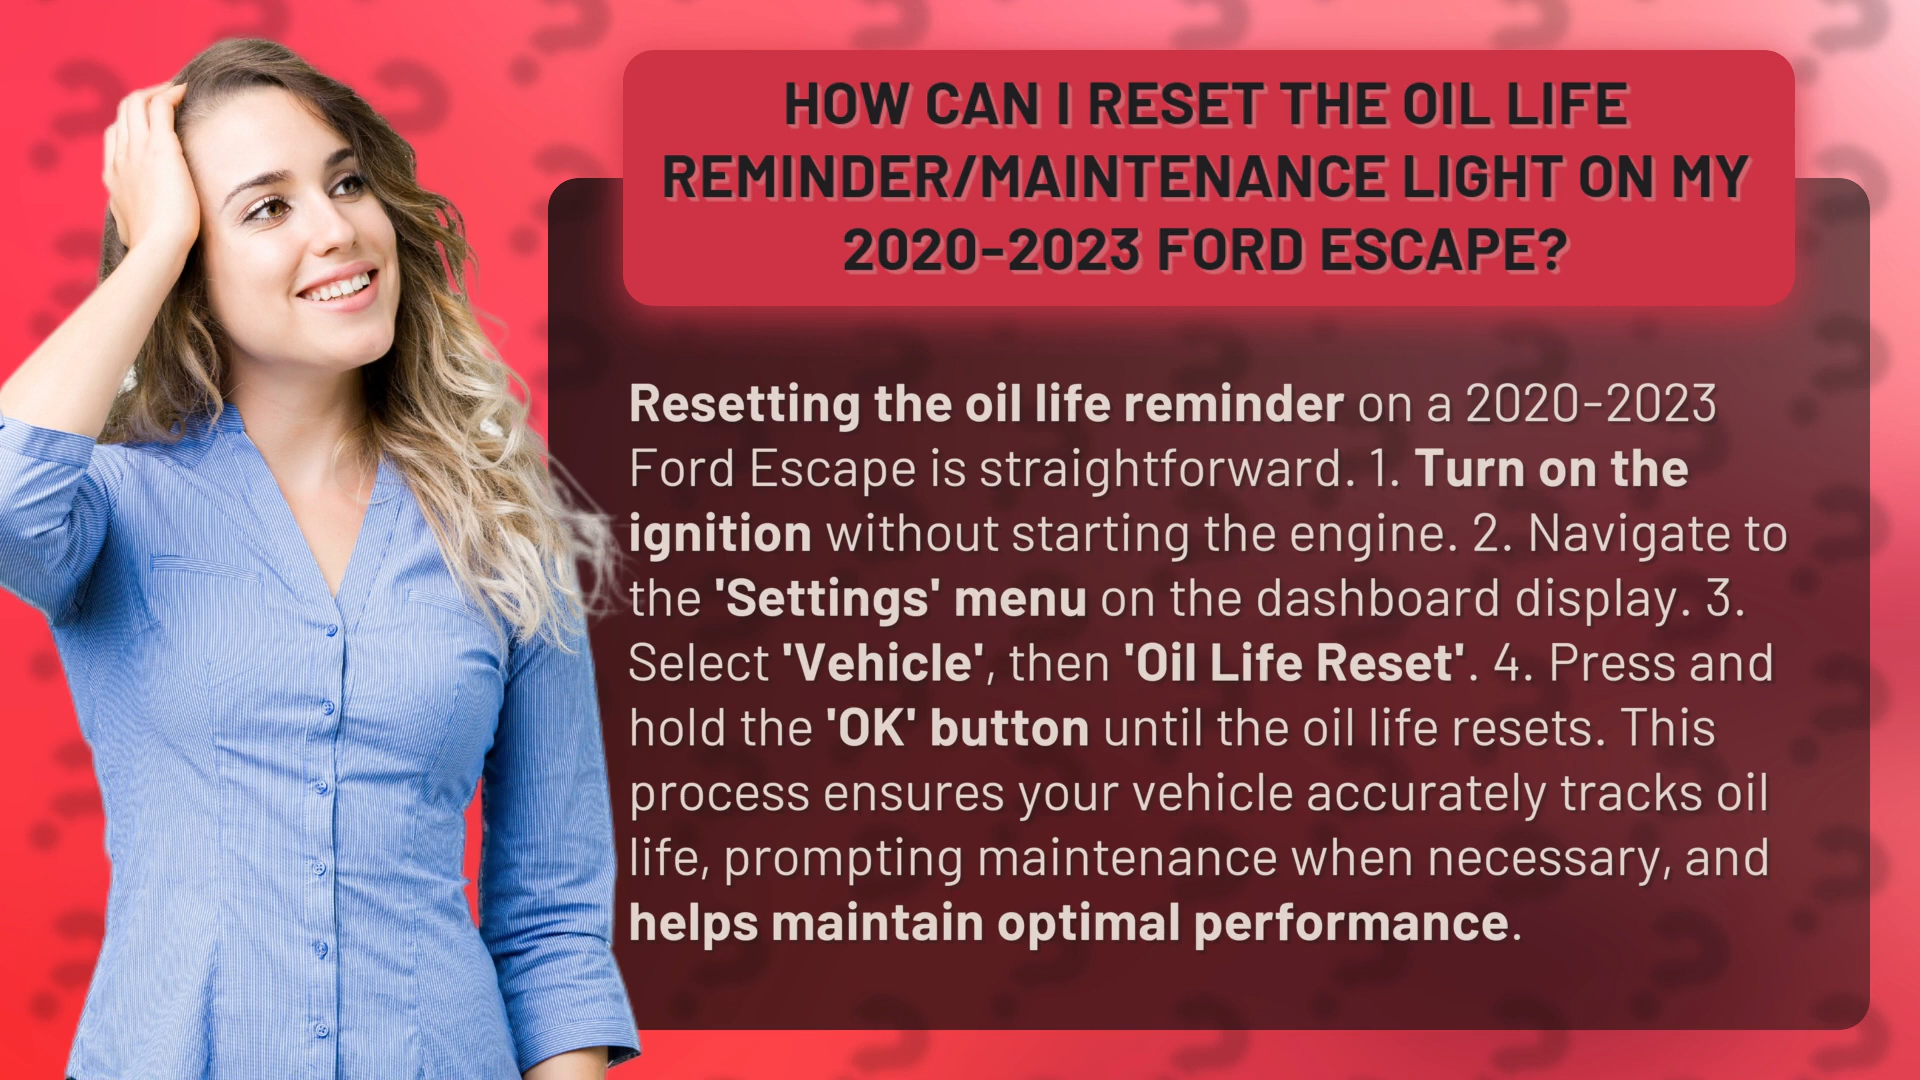 HOW CAN I RESET THE OIL LIFE
REMINDER/MAINTENANCE LIGHT ON MY
2020-2023 FORD ESCAPE?
Resetting the oil life reminder on a 2020-2023
Ford Escape is straightforward. 1. Turn on the
ignition without starting the engine. 2. Navigate to
the 'Settings' menu on the dashboard display. 3.
Select 'Vehicle', then 'Oil Life Reset'. 4. Press and
hold the 'OK' button until the oil life resets. This
process ensures your vehicle accurately tracks oil
life, prompting maintenance when necessary, and
helps maintain optimal performance.